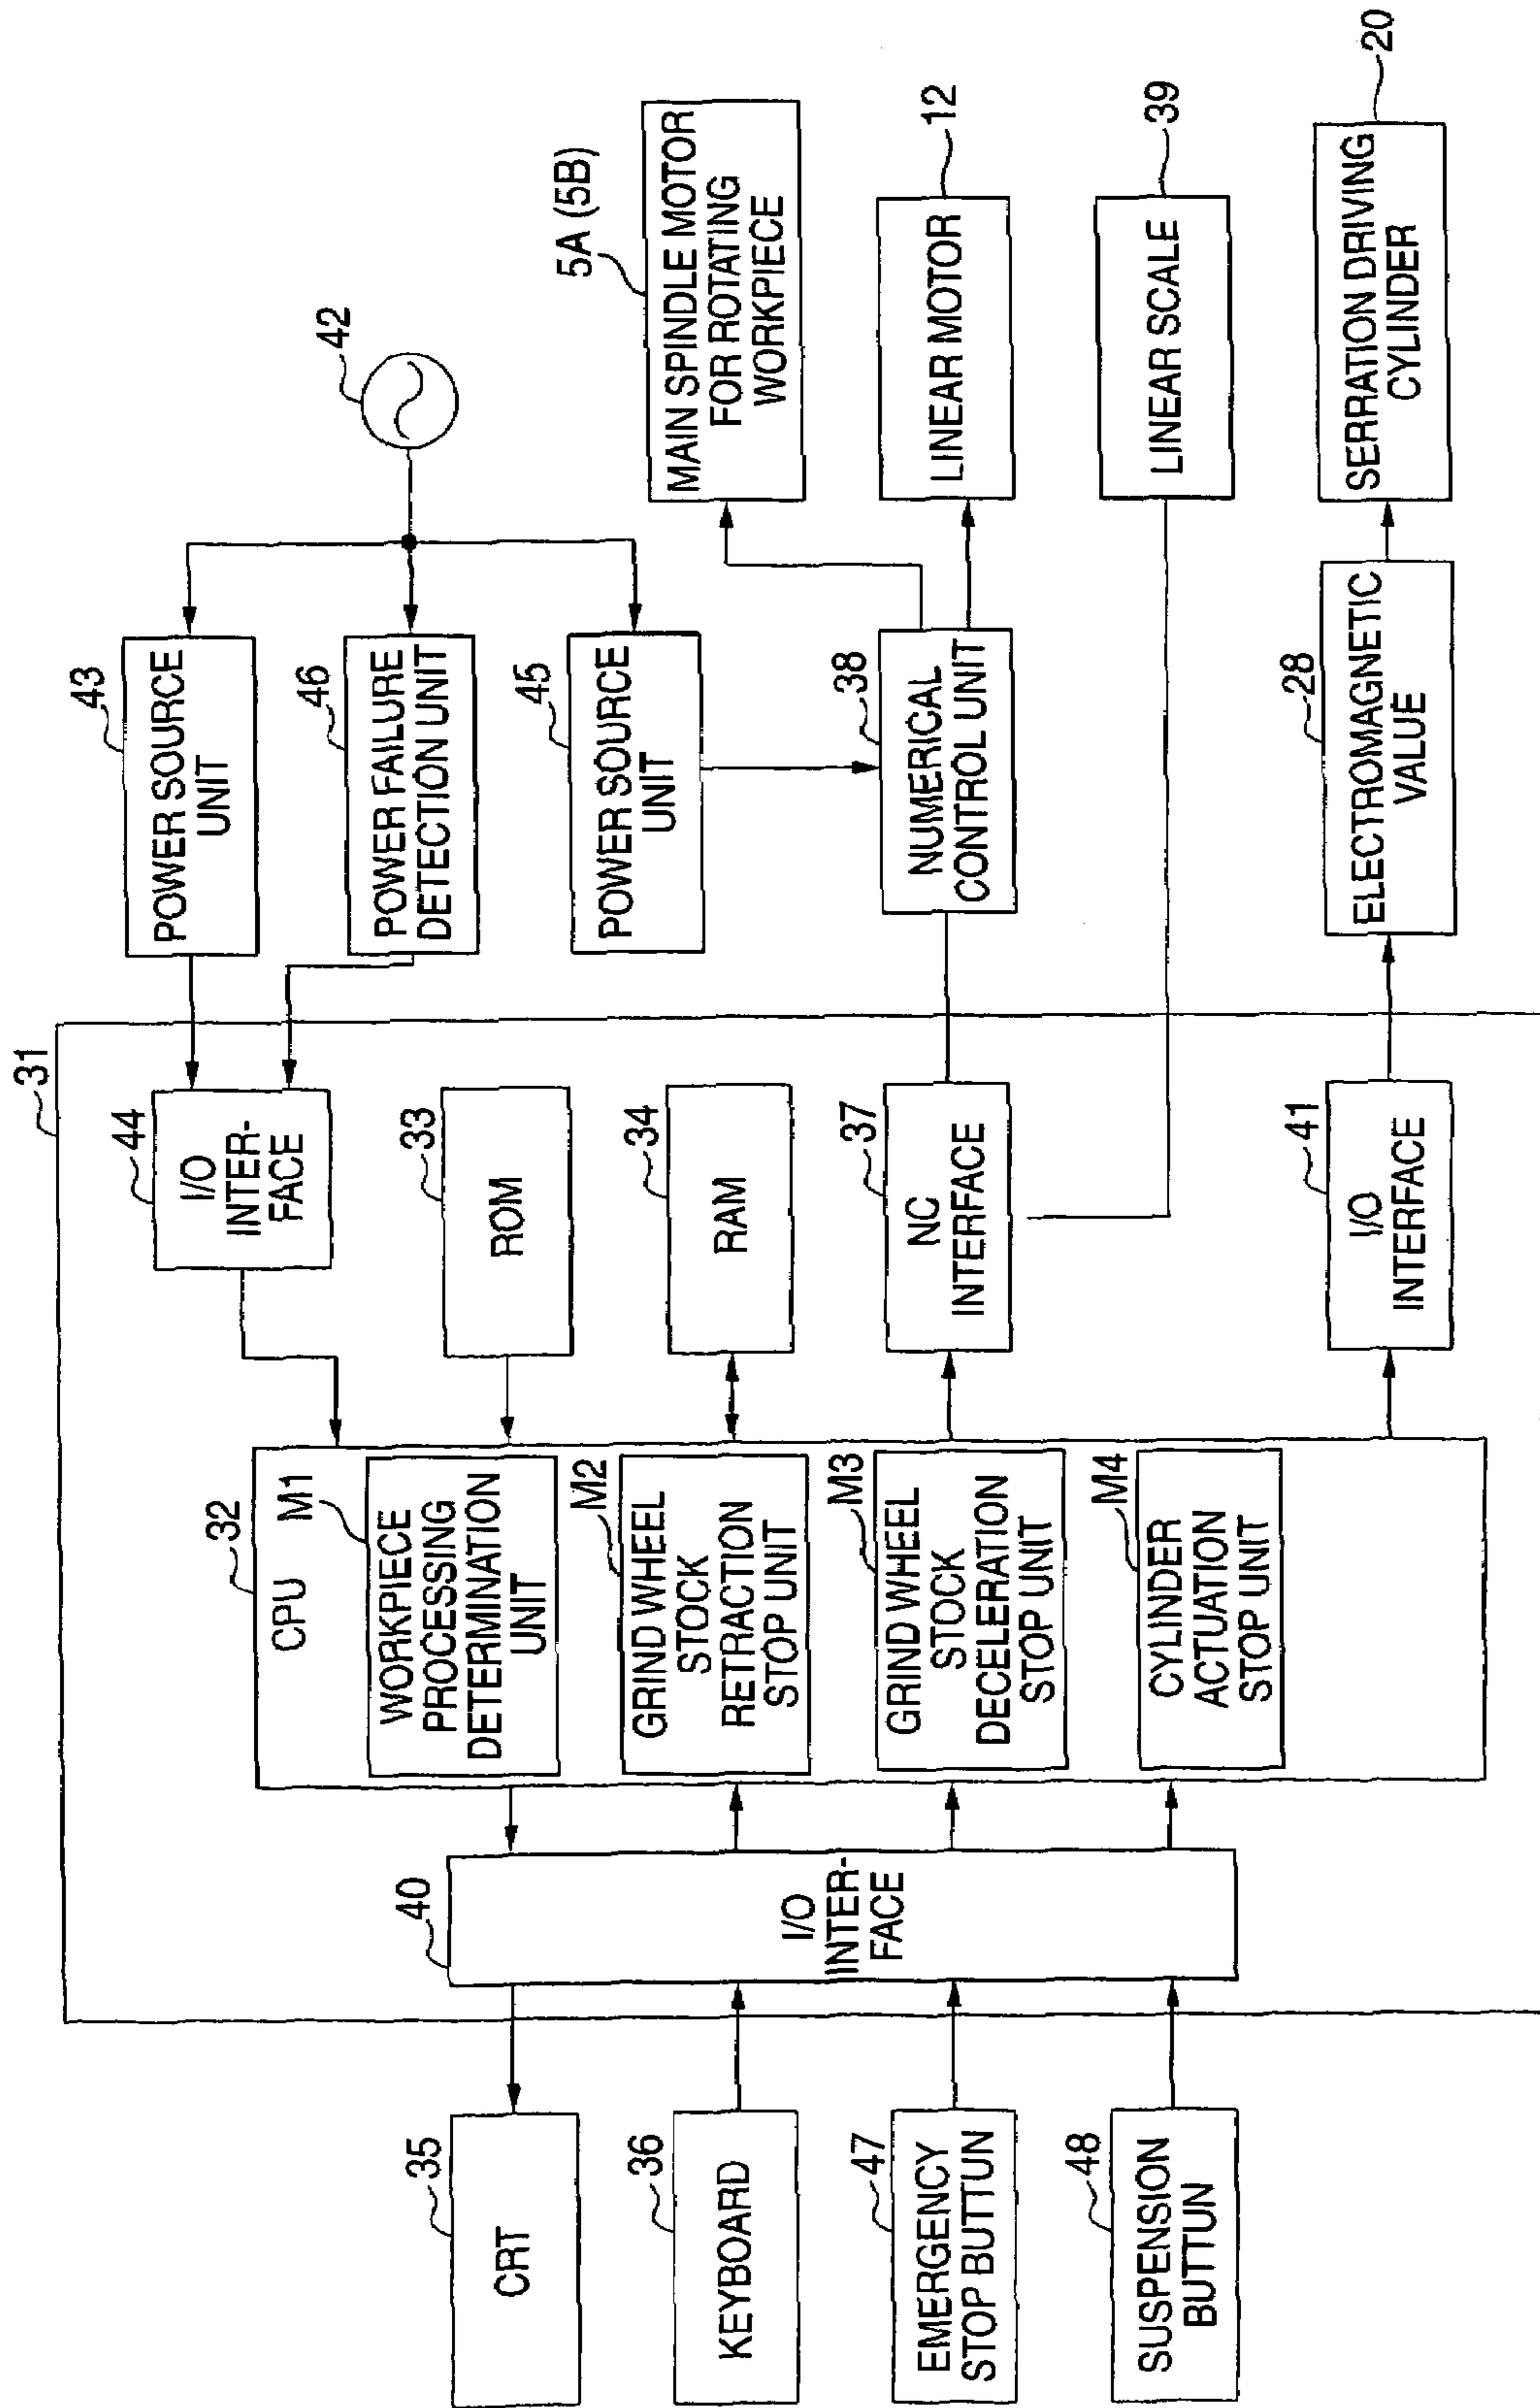 31
35
CRT
36
KEYBOARD
47
EMERGENCY
STOP BUTTUN
48
SUSPENSION
BUTTUN
40
I/O
INTER-
FACE
32
CPU
M1
WORKPIECE
PROCESSING
DETERMINATION
UNIT
M2
GRIND WHEEL
STOCK
RETRACTION
STOP UNIT
M3
GRIND WHEEL
STOCK
DECELERATION
STOP UNIT
M4
CYLINDER
ACTUATION
STOP UNIT
44
I/O
INTER-
FACE
33
ROM
34
RAM
37
NC
INTERFACE
41
I/O
INTERFACE
43
POWER SOURCE
UNIT
46
POWER FAILURE
DETECTION UNIT
45
POWER SOURCE
UNIT
38
NUMERICAL
CONTROL UNIT
28
ELECTROMAGNETIC
VALUE
42
5A (5B)
MAIN SPINDLE MOTOR
FOR ROTATING
WORKPIECE
LINEAR MOTOR
12
LINEAR SCALE
39
SERRATION DRIVING
CYLINDER
20